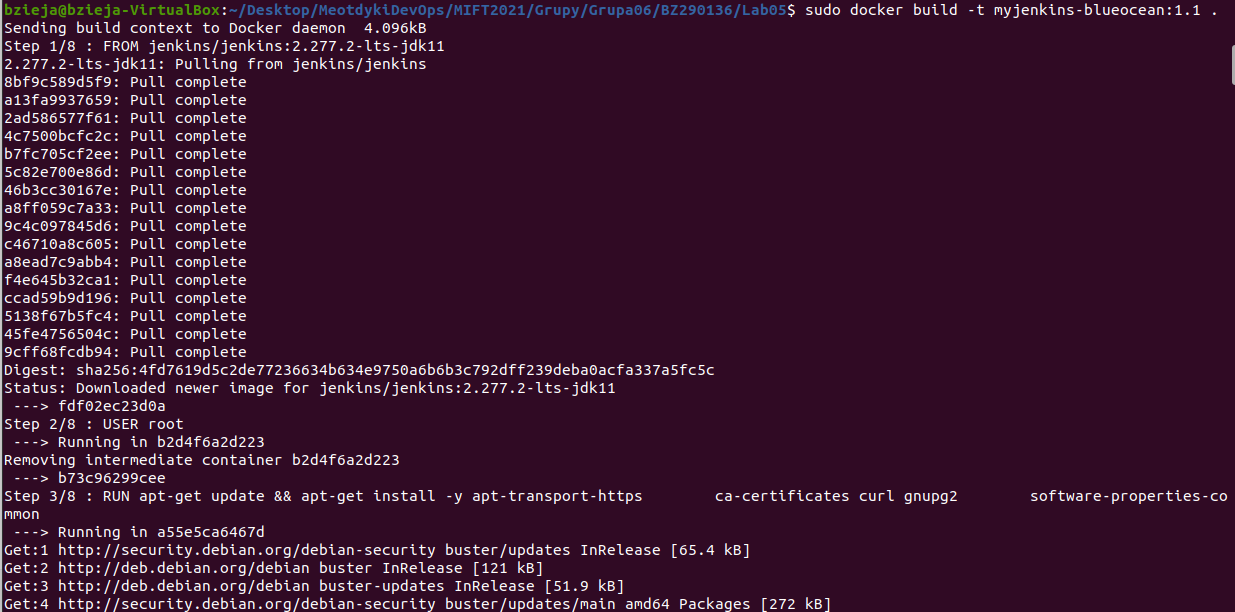 bzieja@bzieja-VirtualBox:~/Desktop/MeotdykiDevOps/MIFT2021/Grupy/Grupa06/BZ290136/Lab05$ sudo docker build -t myjenkins-blueocean:1.1 .
Sending build context to Docker daemon  4.096kB
Step 1/8 : FROM jenkins/jenkins:2.277.2-lts-jdk11
2.277.2-lts-jdk11: Pulling from jenkins/jenkins
8bf9c589d5f9: Pull complete
a13fa9937659: Pull complete
2ad586577f61: Pull complete
4c7500bcfc2c: Pull complete
b7fc705cf2ee: Pull complete
5c82e700e86d: Pull complete
46b3cc30167e: Pull complete
a8ff059c7a33: Pull complete
9c4c097845d6: Pull complete
c46710a8c605: Pull complete
a8ead7c9abb4: Pull complete
f4e645b32ca1: Pull complete
ccad59b9d196: Pull complete
5138f67b5fc4: Pull complete
45fe4756504c: Pull complete
9cff68fcdb94: Pull complete
Digest: sha256:4fd7619d5c2de77236634b634e9750a6b6b3c792dff239deba0acfa337a5fc5c
Status: Downloaded newer image for jenkins/jenkins:2.277.2-lts-jdk11
 ---> fdf02ec23d0a
Step 2/8 : USER root
 ---> Running in b2d4f6a2d223
Removing intermediate container b2d4f6a2d223
 ---> b73c96299cee
Step 3/8 : RUN apt-get update && apt-get install -y apt-transport-https        ca-certificates curl gnupg2        software-properties-co
mmon
 ---> Running in a55e5ca6467d
Get:1 http://security.debian.org/debian-security buster/updates InRelease [65.4 kB]
Get:2 http://deb.debian.org/debian buster InRelease [121 kB]
Get:3 http://deb.debian.org/debian buster-updates InRelease [51.9 kB]
Get:4 http://security.debian.org/debian-security buster/updates/main amd64 Packages [272 kB]